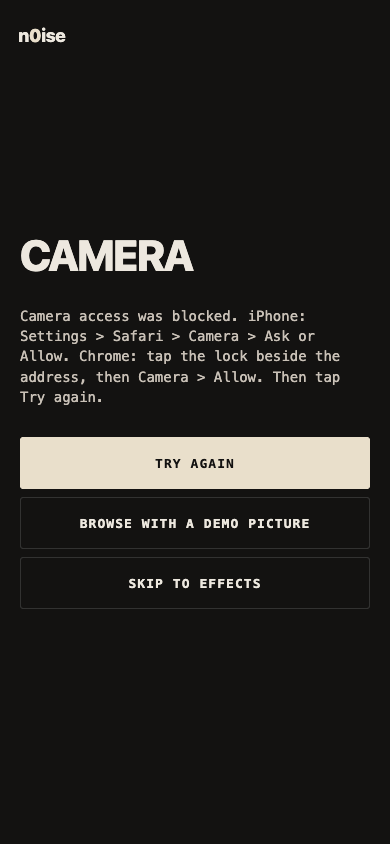 n0ise
CAMERA
Camera access was blocked. iPhone:
Settings > Safari > Camera > Ask or
Allow. Chrome: tap the lock beside the
address, then Camera > Allow. Then tap
Try again.
TRY AGAIN
BROWSE WITH A DEMO PICTURE
SKIP TO EFFECTS